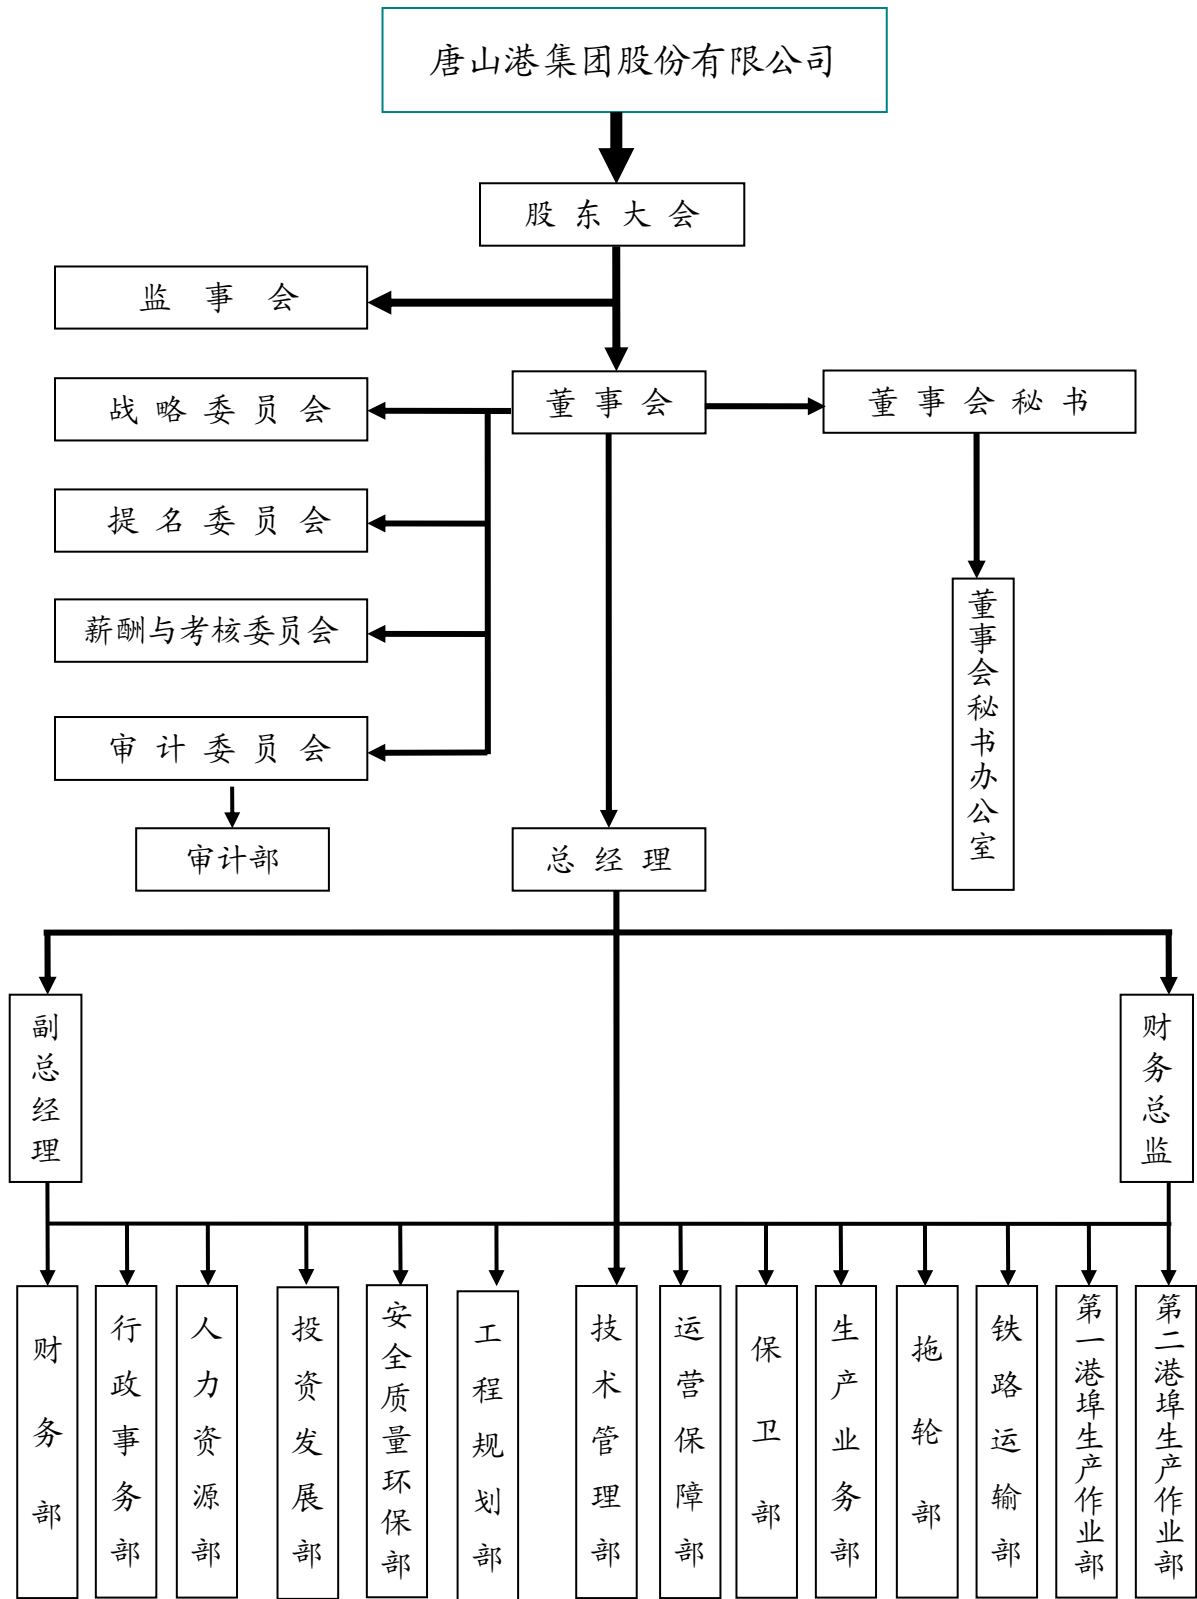 唐山港集团股份有限公司
股东大会
监事会
战略委员会
董事会
董事会秘书
提名委员会
薪酬与考核委员会
董事会秘书办公室
审计委员会
审计部
总经理
副总经理
财务总监
财务部
行政事务部
人力资源部
投资发展部
安全质量环保部
工程规划部
技术管理部
运营保障部
保卫部
生产业务部
拖轮部
铁路运输部
第一港埠生产作业部
第二港埠生产作业部